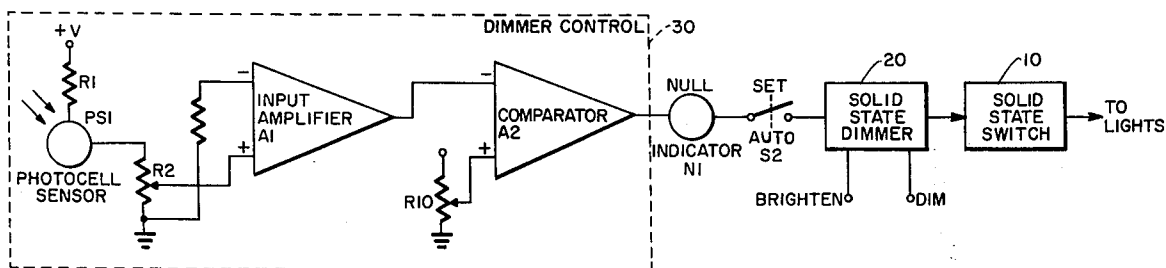 DIMMER CONTROL
30
+V
R1
PS1
PHOTOCELL
SENSOR
R2
−
INPUT
AMPLIFIER
A1
+
−
COMPARATOR
A2
+
R10
NULL
INDICATOR
N1
SET
AUTO
S2
20
SOLID
STATE
DIMMER
BRIGHTEN
DIM
10
SOLID
STATE
SWITCH
TO
LIGHTS